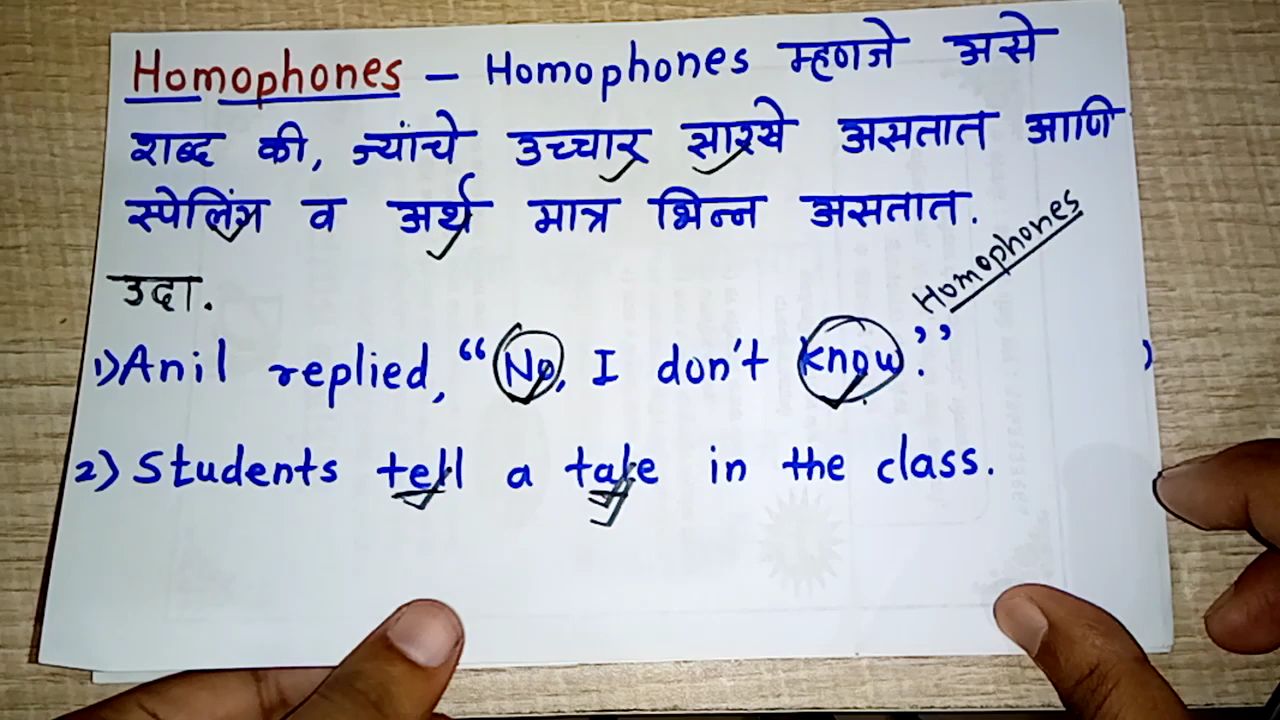 Homophones – Homophones म्हणजे असे
शब्द की, ज्यांचे उच्चार सारखे असतात आणि
स्पेलिंग व अर्थ मात्र भिन्न असतात.
उदा.
Homophones
1) Anil replied, “No, I don't know.”
2) Students tell a tale in the class.